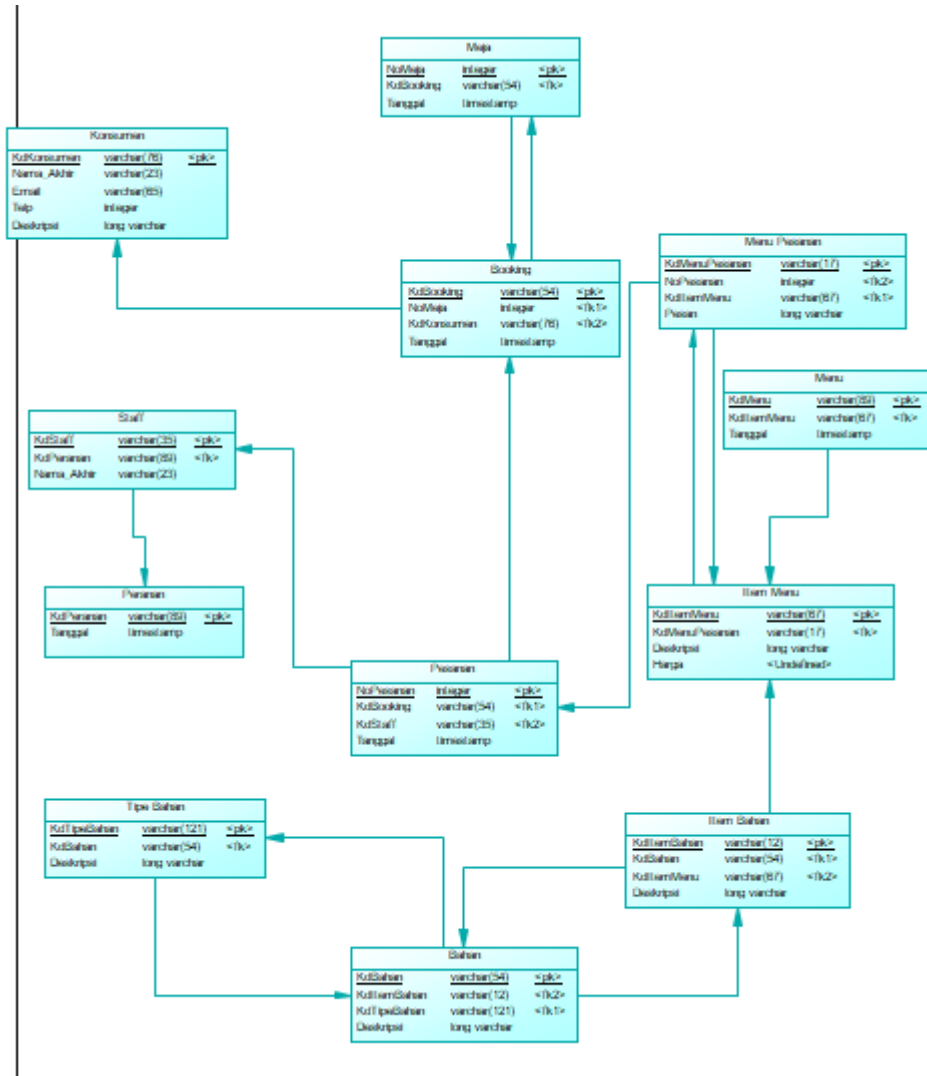 Meja
NoMeja integer <pk>
KdBooking varchar(54) <fk>
Tanggal timestamp
Konsumen
KdKonsumen varchar(76) <pk>
Nama_Akhir varchar(23)
Email varchar(65)
Telp integer
Deskripsi long varchar
Booking
KdBooking varchar(54) <pk>
NoMeja integer <fk1>
KdKonsumen varchar(76) <fk2>
Tanggal timestamp
Menu Pesanan
KdMenuPesanan varchar(17) <pk>
NoPesanan integer <fk2>
KdItemMenu varchar(67) <fk1>
Pesan long varchar
Menu
KdMenu varchar(89) <pk>
KdItemMenu varchar(67) <fk>
Tanggal timestamp
Staff
KdStaff varchar(35) <pk>
KdPeranan varchar(89) <fk>
Nama_Akhir varchar(23)
Peranan
KdPeranan varchar(89) <pk>
Tanggal timestamp
Item Menu
KdItemMenu varchar(67) <pk>
KdMenuPesanan varchar(17) <fk>
Deskripsi long varchar
Harga <Undefined>
Pesanan
NoPesanan integer <pk>
KdBooking varchar(54) <fk1>
KdStaff varchar(35) <fk2>
Tanggal timestamp
Tipe Bahan
KdTipeBahan varchar(121) <pk>
KdBahan varchar(54) <fk>
Deskripsi long varchar
Item Bahan
KdItemBahan varchar(12) <pk>
KdBahan varchar(54) <fk1>
KdItemMenu varchar(67) <fk2>
Deskripsi long varchar
Bahan
KdBahan varchar(54) <pk>
KdItemBahan varchar(12) <fk2>
KdTipeBahan varchar(121) <fk1>
Deskripsi long varchar